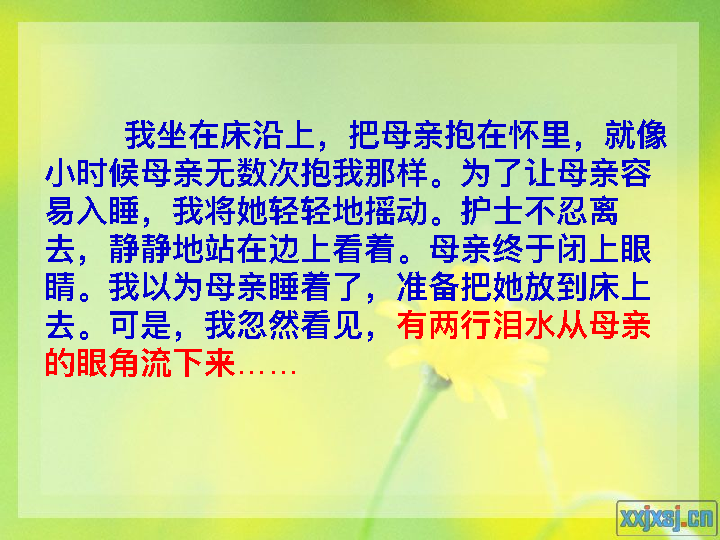 我坐在床沿上，把母亲抱在怀里，就像
小时候母亲无数次抱我那样。为了让母亲容
易入睡，我将她轻轻地摇动。护士不忍离
去，静静地站在边上看着。母亲终于闭上眼
睛。我以为母亲睡着了，准备把她放到床上
去。可是，我忽然看见，有两行泪水从母亲
的眼角流下来……
xxjxsj.cn